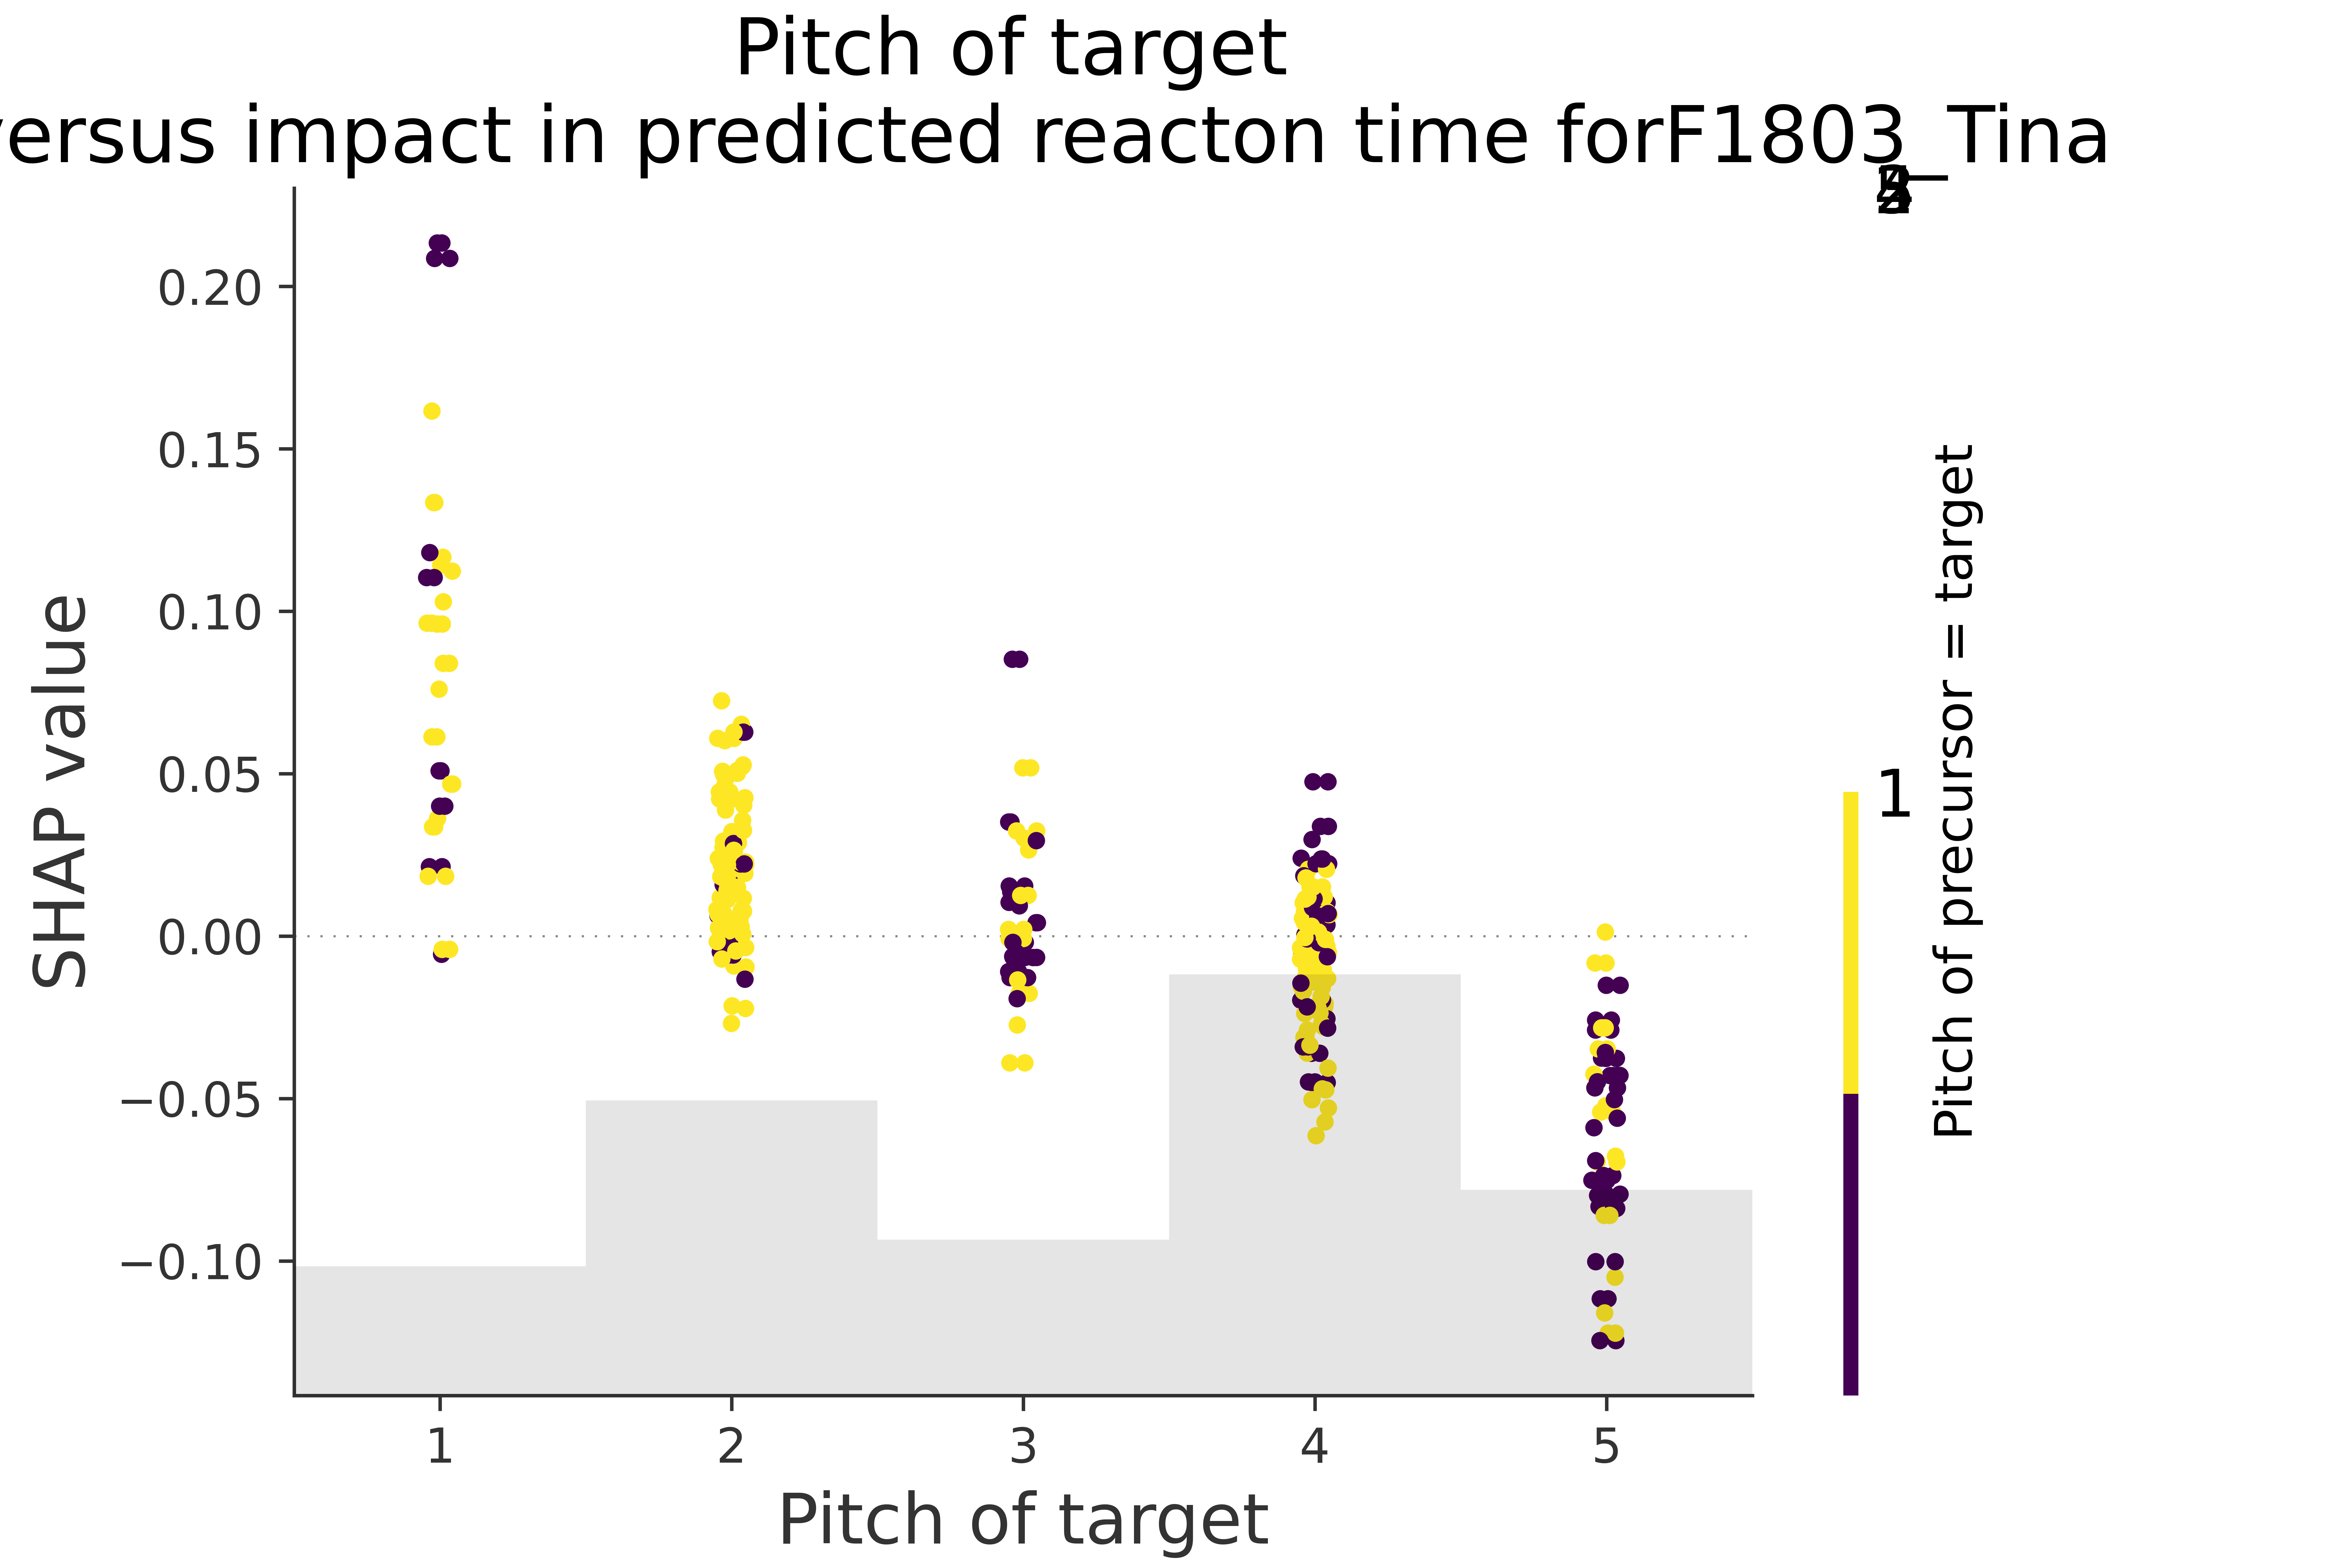 Pitch of target
versus impact in predicted reacton time forF1803_Tina
0.20
0.15
0.10
0.05
0.00
−0.05
−0.10
SHAP value
1 2 3 4 5
Pitch of target
1
Pitch of precursor = target